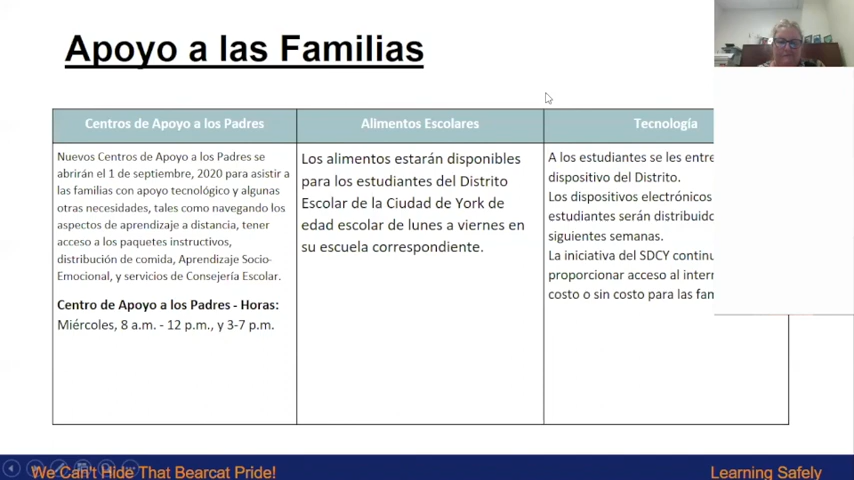 Apoyo a las Familias
Centros de Apoyo a los Padres
Nuevos Centros de Apoyo a los Padres se
abrirán el 1 de septiembre, 2020 para asistir a
las familias con apoyo tecnológico y algunas
otras necesidades, tales como navegando los
aspectos de aprendizaje a distancia, tener
acceso a los paquetes instructivos,
distribución de comida, Aprendizaje Socio-
Emocional, y servicios de Consejería Escolar.
Centro de Apoyo a los Padres - Horas:
Miércoles, 8 a.m. - 12 p.m., y 3-7 p.m.
Alimentos Escolares
Los alimentos estarán disponibles
para los estudiantes del Distrito
Escolar de la Ciudad de York de
edad escolar de lunes a viernes en
su escuela correspondiente.
Tecnología
A los estudiantes se les
dispositivo del Distrito.
Los dispositivos electrónicos
estudiantes serán
siguientes semanas.
La iniciativa del SDCY
proporcionar acceso al
costo o sin costo para las
We Can't Hide That Bearcat Pride!
Learning Safely